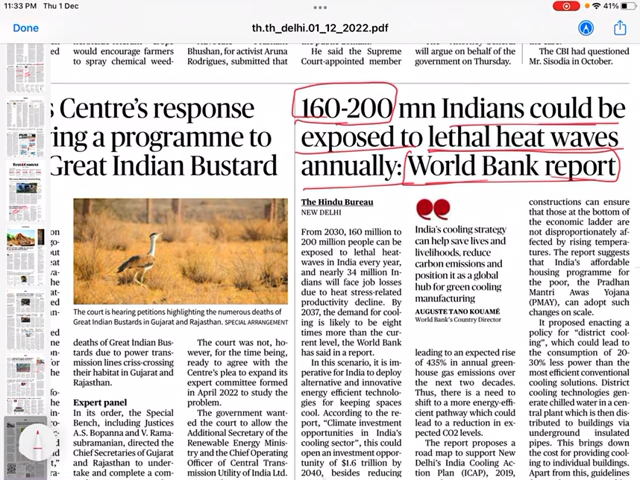 11:33 PM Thu 1 Dec
41%
Done
th.th_delhi.01_12_2022.pdf
would encourage farmers
to spray chemical weed-
Bhushan, for activist Aruna
Rodrigues, submitted that
He said the Supreme
Court-appointed member
will argue on behalf of the
government on Thursday.
The CBI had questioned
Mr. Sisodia in October.
s Centre's response
ing a programme to
Great Indian Bustard
The court is hearing petitions highlighting the numerous deaths of
Great Indian Bustards in Gujarat and Rajasthan. SPECIAL ARRANGEMENT
deaths of Great Indian Bus-
tards due to power trans-
mission lines criss-crossing
their habitat in Gujarat and
Rajasthan.
Expert panel
In its order, the Special
Bench, including Justices
A.S. Bopanna and V. Rama-
subramanian, directed the
Chief Secretaries of Gujarat
and Rajasthan to under-
take and complete a com-
The court was not, how-
ever, for the time being,
ready to agree with the
Centre's plea to expand its
expert committee formed
in April 2022 to study the
problem.
The government want-
ed the court to allow the
Additional Secretary of the
Renewable Energy Minis-
try and the Chief Operating
Officer of Central Trans-
mission Utility of India Ltd.
160-200 mn Indians could be
exposed to lethal heat waves
annually: World Bank report
The Hindu Bureau
NEW DELHI
From 2030, 160 million to
200 million people can be
exposed to lethal heat-
waves in India every year,
and nearly 34 million In-
dians will face job losses
due to heat stress-related
productivity decline. By
2037, the demand for cool-
ing is likely to be eight
times more than the cur-
rent level, the World Bank
has said in a report.
In this scenario, it is im-
perative for India to deploy
alternative and innovative
energy efficient technolo-
gies for keeping spaces
cool. According to the re-
port, “Climate investment
opportunities in India's
cooling sector”, this could
open an investment oppor-
tunity of $1.6 trillion by
2040, besides reducing
India's cooling strategy
can help save lives and
livelihoods, reduce
carbon emissions and
position it as a global
hub for green cooling
manufacturing
AUGUSTE TANO KOUAMÉ
World Bank's Country Director
leading to an expected rise
of 435% in annual green-
house gas emissions over
the next two decades.
Thus, there is a need to
shift to a more energy-effi-
cient pathway which could
lead to a reduction in ex-
pected CO2 levels.
The report proposes a
road map to support New
Delhi's India Cooling Ac-
tion Plan (ICAP), 2019,
constructions can ensure
that those at the bottom of
the economic ladder are
not disproportionately af-
fected by rising tempera-
tures. The report suggests
that India's affordable
housing programme for
the poor, the Pradhan
Mantri Awas Yojana
(PMAY), can adopt such
changes on scale.
It proposed enacting a
policy for “district cool-
ing”, which could lead to
the consumption of 20-
30% less power than the
most efficient conventional
cooling solutions. District
cooling technologies gen-
erate chilled water in a cen-
tral plant which is then dis-
tributed to buildings via
underground insulated
pipes. This brings down
the cost for providing cool-
ing to individual buildings.
Apart from this, guidelines